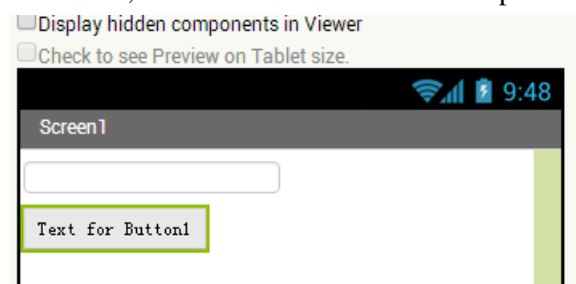 Display hidden components in Viewer
Check to see Preview on Tablet size.
9:48
Screen1
Text for Button1